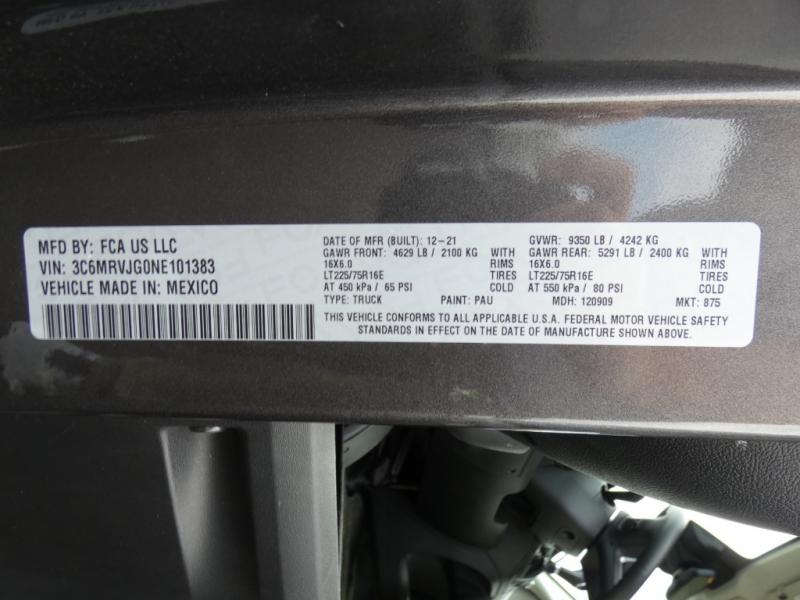 MFD BY: FCA US LLC
VIN: 3C6MRVJG0NE101383
VEHICLE MADE IN: MEXICO
DATE OF MFR (BUILT): 12-21 GVWR: 9350 LB / 4242 KG
GAWR FRONT: 4629 LB / 2100 KG WITH GAWR REAR: 5291 LB / 2400 KG WITH
16X6.0 RIMS 16X6.0 RIMS
LT225/75R16E TIRES LT225/75R16E TIRES
AT 450 kPa / 65 PSI COLD AT 550 kPa / 80 PSI COLD
TYPE: TRUCK PAINT: PAU MDH: 120909 MKT: 875
THIS VEHICLE CONFORMS TO ALL APPLICABLE U.S.A. FEDERAL MOTOR VEHICLE SAFETY
STANDARDS IN EFFECT ON THE DATE OF MANUFACTURE SHOWN ABOVE.